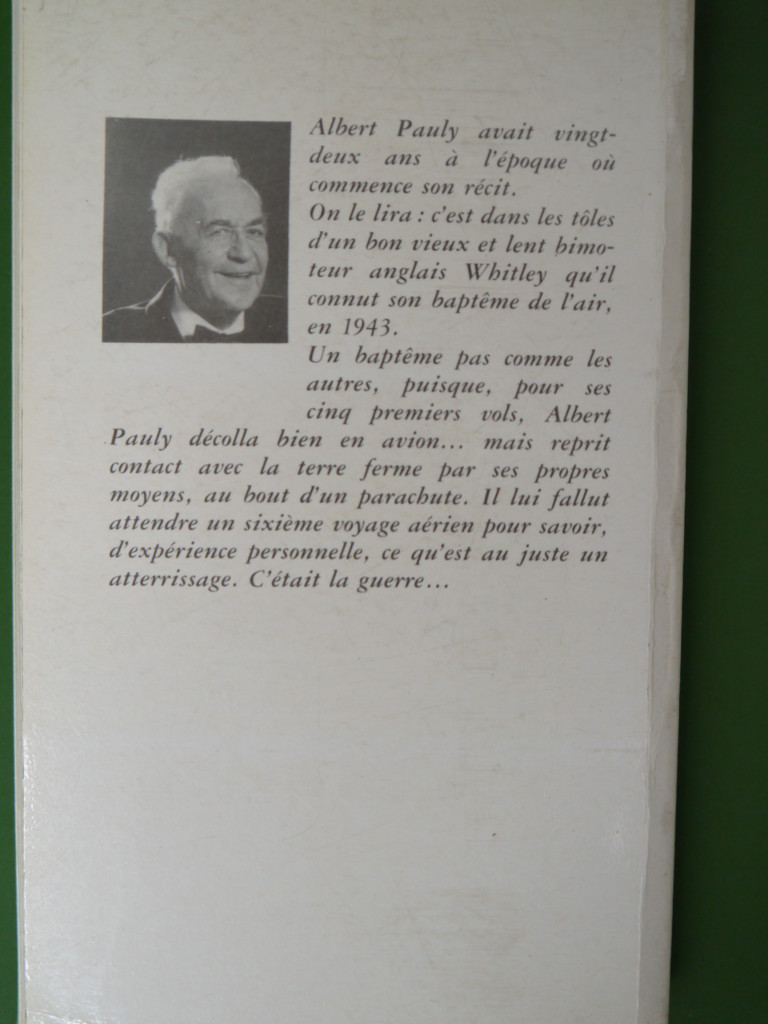 Albert Pauly avait vingt-
deux ans à l'époque où
commence son récit.
On le lira : c'est dans les tôles
d'un bon vieux et lent bimo-
teur anglais Whitley qu'il
connut son baptême de l'air,
en 1943.
Un baptême pas comme les
autres, puisque, pour ses
cinq premiers vols, Albert
Pauly décolla bien en avion... mais reprit
contact avec la terre ferme par ses propres
moyens, au bout d'un parachute. Il lui fallut
attendre un sixième voyage aérien pour savoir,
d'expérience personnelle, ce qu'est au juste un
atterrissage. C'était la guerre...